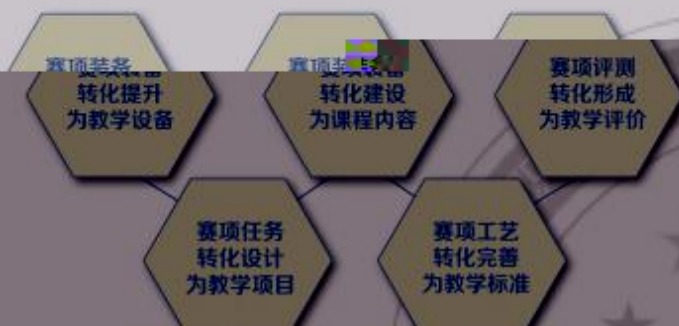 赛项装备
转化提升
为教学设备
赛项装备
转化建设
为课程内容
赛项评测
转化形成
为教学评价
赛项任务
转化设计
为教学项目
赛项工艺
转化完善
为教学标准